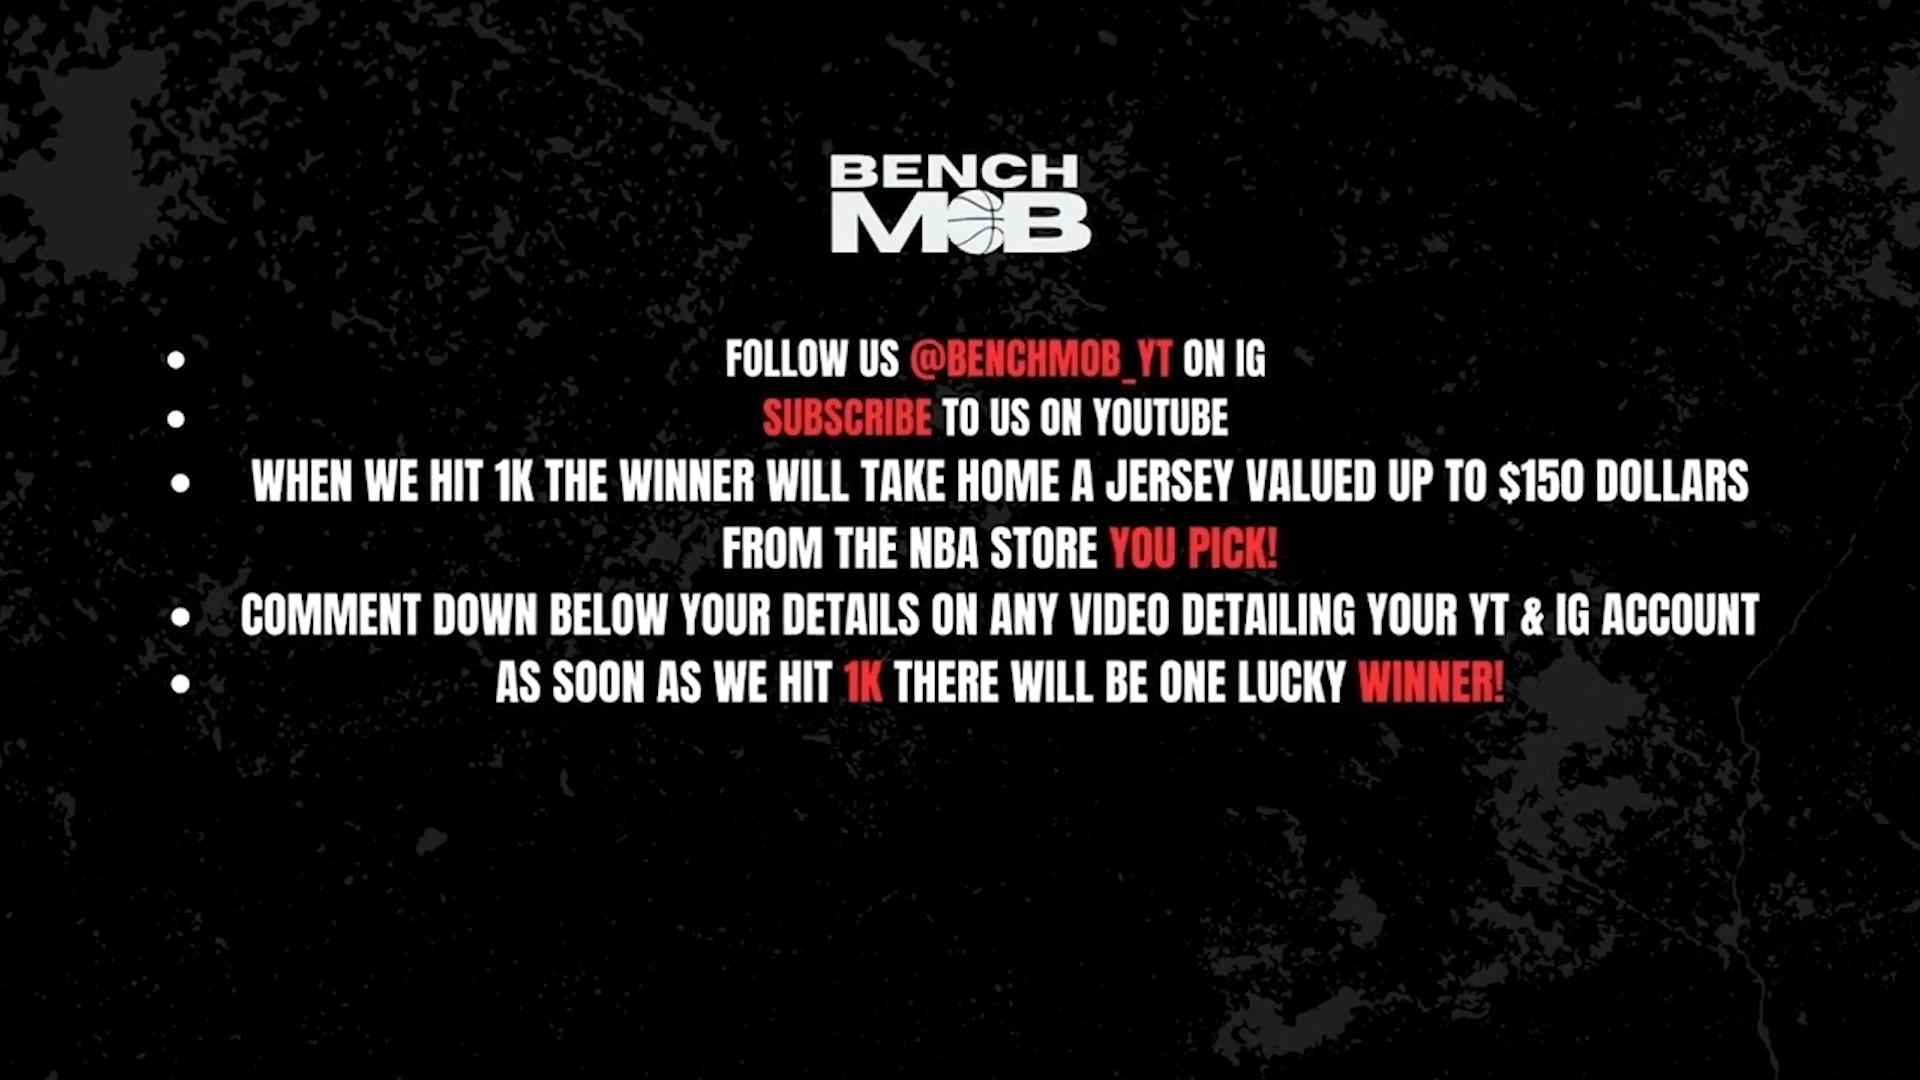 BENCH
MOB
• FOLLOW US @BENCHMOB_YT ON IG
• SUBSCRIBE TO US ON YOUTUBE
• WHEN WE HIT 1K THE WINNER WILL TAKE HOME A JERSEY VALUED UP TO $150 DOLLARS
FROM THE NBA STORE YOU PICK!
• COMMENT DOWN BELOW YOUR DETAILS ON ANY VIDEO DETAILING YOUR YT & IG ACCOUNT
• AS SOON AS WE HIT 1K THERE WILL BE ONE LUCKY WINNER!